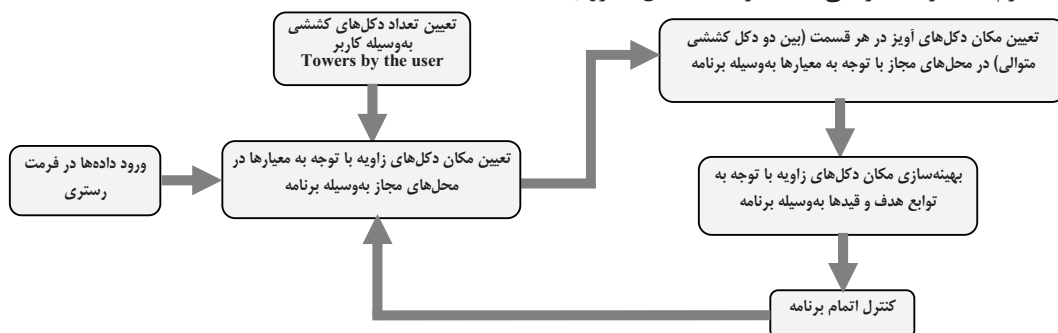 تعیین تعداد دکل‌های کششی
به‌وسیله کاربر
Towers by the user
تعیین مکان دکل‌های آویز در هر قسمت (بین دو دکل کششی
متوالی) در محل‌های مجاز با توجه به معیارها به‌وسیله برنامه
ورود داده‌ها در فرمت
رستری
تعیین مکان دکل‌های زاویه با توجه به معیارها در
محل‌های مجاز به‌وسیله برنامه
بهینه‌سازی مکان دکل‌های زاویه با توجه به
توابع هدف و قیدها به‌وسیله برنامه
کنترل اتمام برنامه